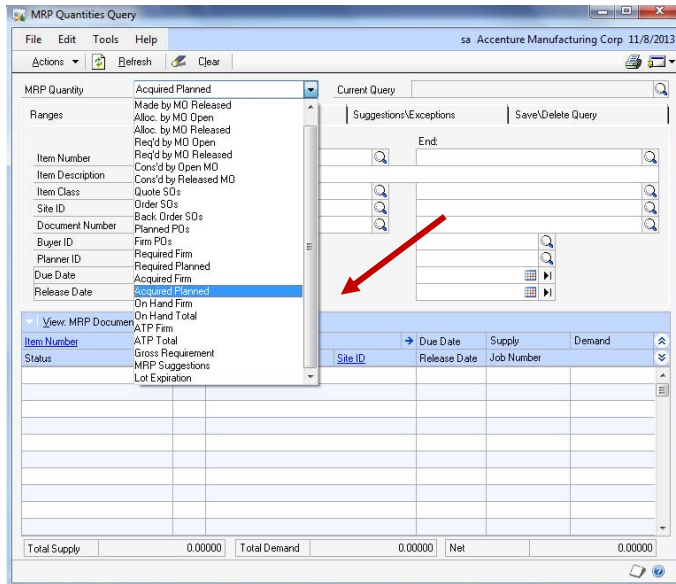 MRP Quantities Query
File Edit Tools Help sa Accenture Manufacturing Corp 11/8/2013
Actions Refresh Clear
MRP Quantity Acquired Planned Current Query
Ranges Suggestions\Exceptions Save\Delete Query
Made by MO Released
Alloc. by MO Open
Alloc. by MO Released
Req'd by MO Open
Req'd by MO Released
Cons'd by Open MO
Cons'd by Released MO
Quote SOs
Order SOs
Back Order SOs
Planned POs
Firm POs
Required Firm
Required Planned
Acquired Firm
Acquired Planned
On Hand Firm
On Hand Total
ATP Firm
ATP Total
Gross Requirement
MRP Suggestions
Lot Expiration
End:
Item Number
Item Description
Item Class
Site ID
Document Number
Buyer ID
Planner ID
Due Date
Release Date
View: MRP Documen
Item Number Due Date Supply Demand
Status Site ID Release Date Job Number
Total Supply 0.00000 Total Demand 0.00000 Net 0.00000